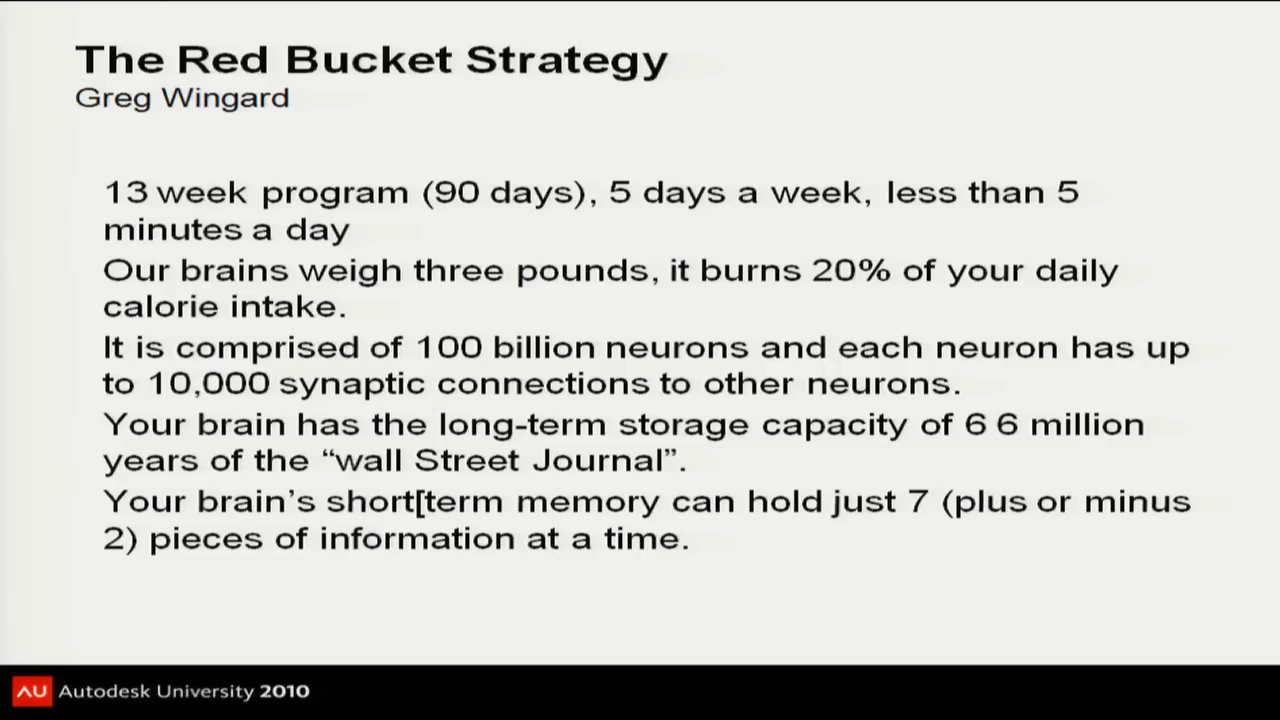 The Red Bucket Strategy
Greg Wingard
13 week program (90 days), 5 days a week, less than 5
minutes a day
Our brains weigh three pounds, it burns 20% of your daily
calorie intake.
It is comprised of 100 billion neurons and each neuron has up
to 10,000 synaptic connections to other neurons.
Your brain has the long-term storage capacity of 6 6 million
years of the “wall Street Journal”.
Your brain’s short[term memory can hold just 7 (plus or minus
2) pieces of information at a time.
AU Autodesk University 2010